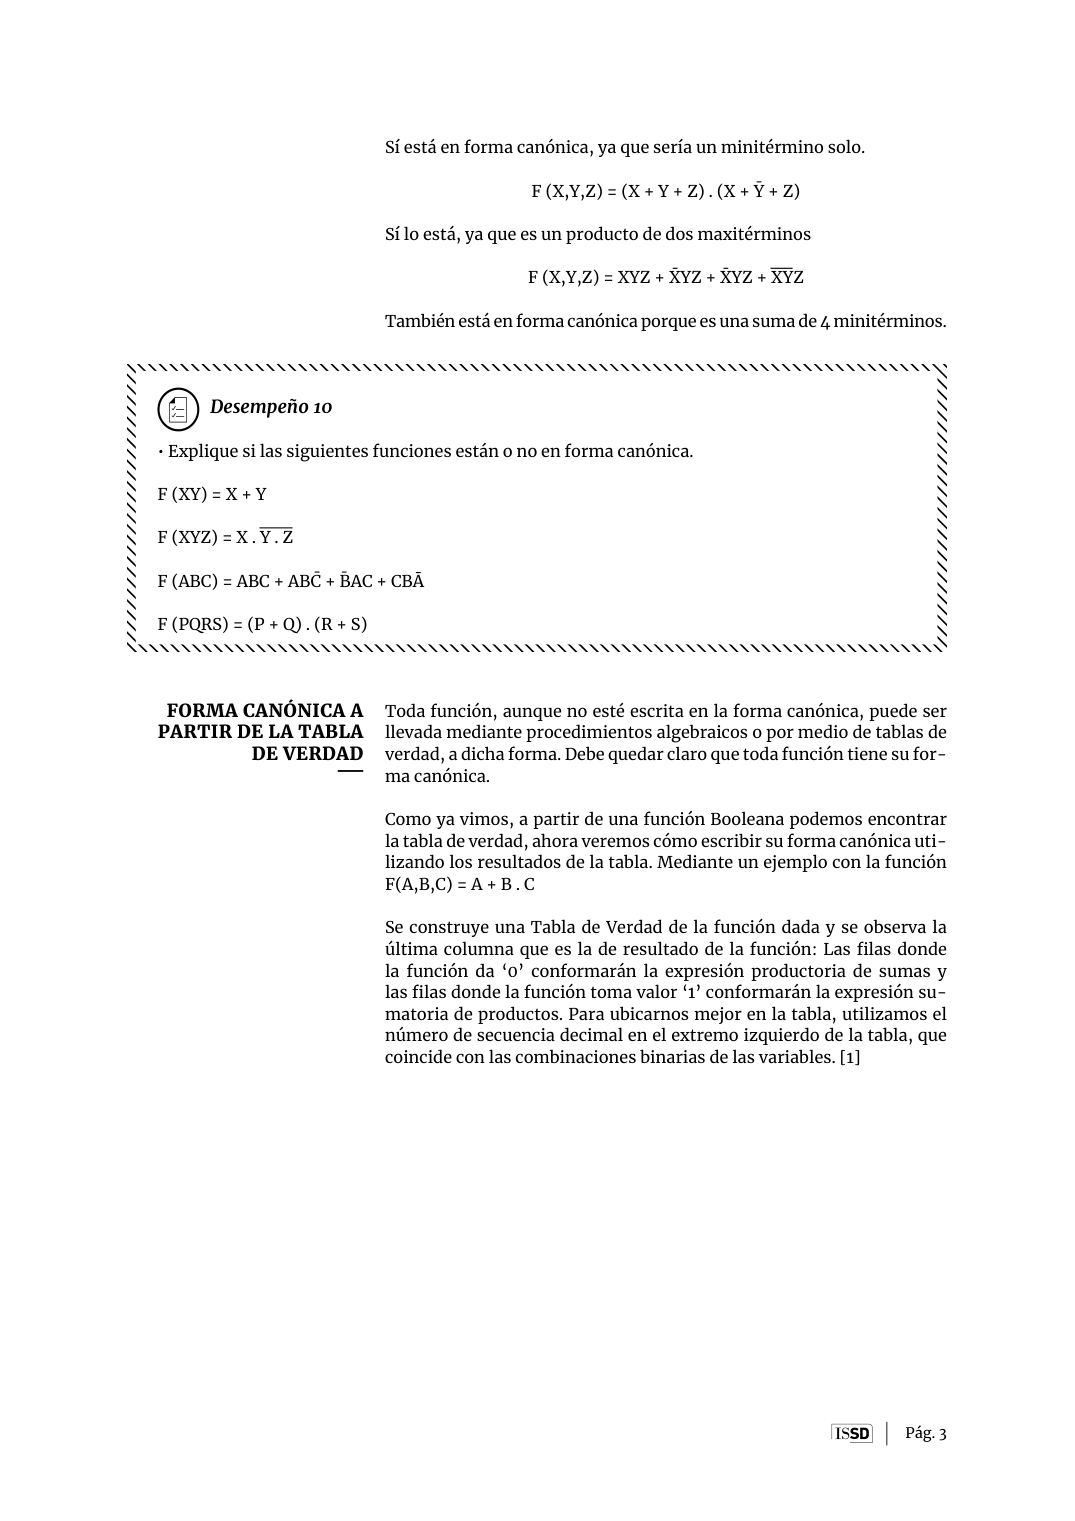 Sí está en forma canónica, ya que sería un minitérmino solo.
F (X,Y,Z) = (X + Y + Z) . (X + Ȳ + Z)
Sí lo está, ya que es un producto de dos maxitérminos
F (X,Y,Z) = XYZ + X̄YZ + X̄YZ + X̅Y̅Z
También está en forma canónica porque es una suma de 4 minitérminos.
Desempeño 10
• Explique si las siguientes funciones están o no en forma canónica.
F (XY) = X + Y
F (XYZ) = X . Y̅ ̅.̅ ̅Z̅
F (ABC) = ABC + ABC̄ + B̄AC + CBĀ
F (PQRS) = (P + Q) . (R + S)
FORMA CANÓNICA A
PARTIR DE LA TABLA
DE VERDAD
Toda función, aunque no esté escrita en la forma canónica, puede ser
llevada mediante procedimientos algebraicos o por medio de tablas de
verdad, a dicha forma. Debe quedar claro que toda función tiene su for-
ma canónica.
Como ya vimos, a partir de una función Booleana podemos encontrar
la tabla de verdad, ahora veremos cómo escribir su forma canónica uti-
lizando los resultados de la tabla. Mediante un ejemplo con la función
F(A,B,C) = A + B . C
Se construye una Tabla de Verdad de la función dada y se observa la
última columna que es la de resultado de la función: Las filas donde
la función da ‘0’ conformarán la expresión productoria de sumas y
las filas donde la función toma valor ‘1’ conformarán la expresión su-
matoria de productos. Para ubicarnos mejor en la tabla, utilizamos el
número de secuencia decimal en el extremo izquierdo de la tabla, que
coincide con las combinaciones binarias de las variables. [1]
ISSD
Pág. 3